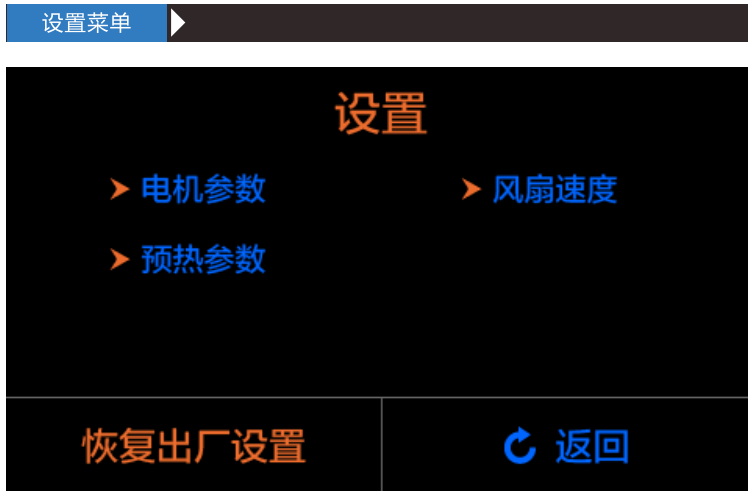 设置菜单
设置
电机参数 风扇速度
预热参数
恢复出厂设置 返回